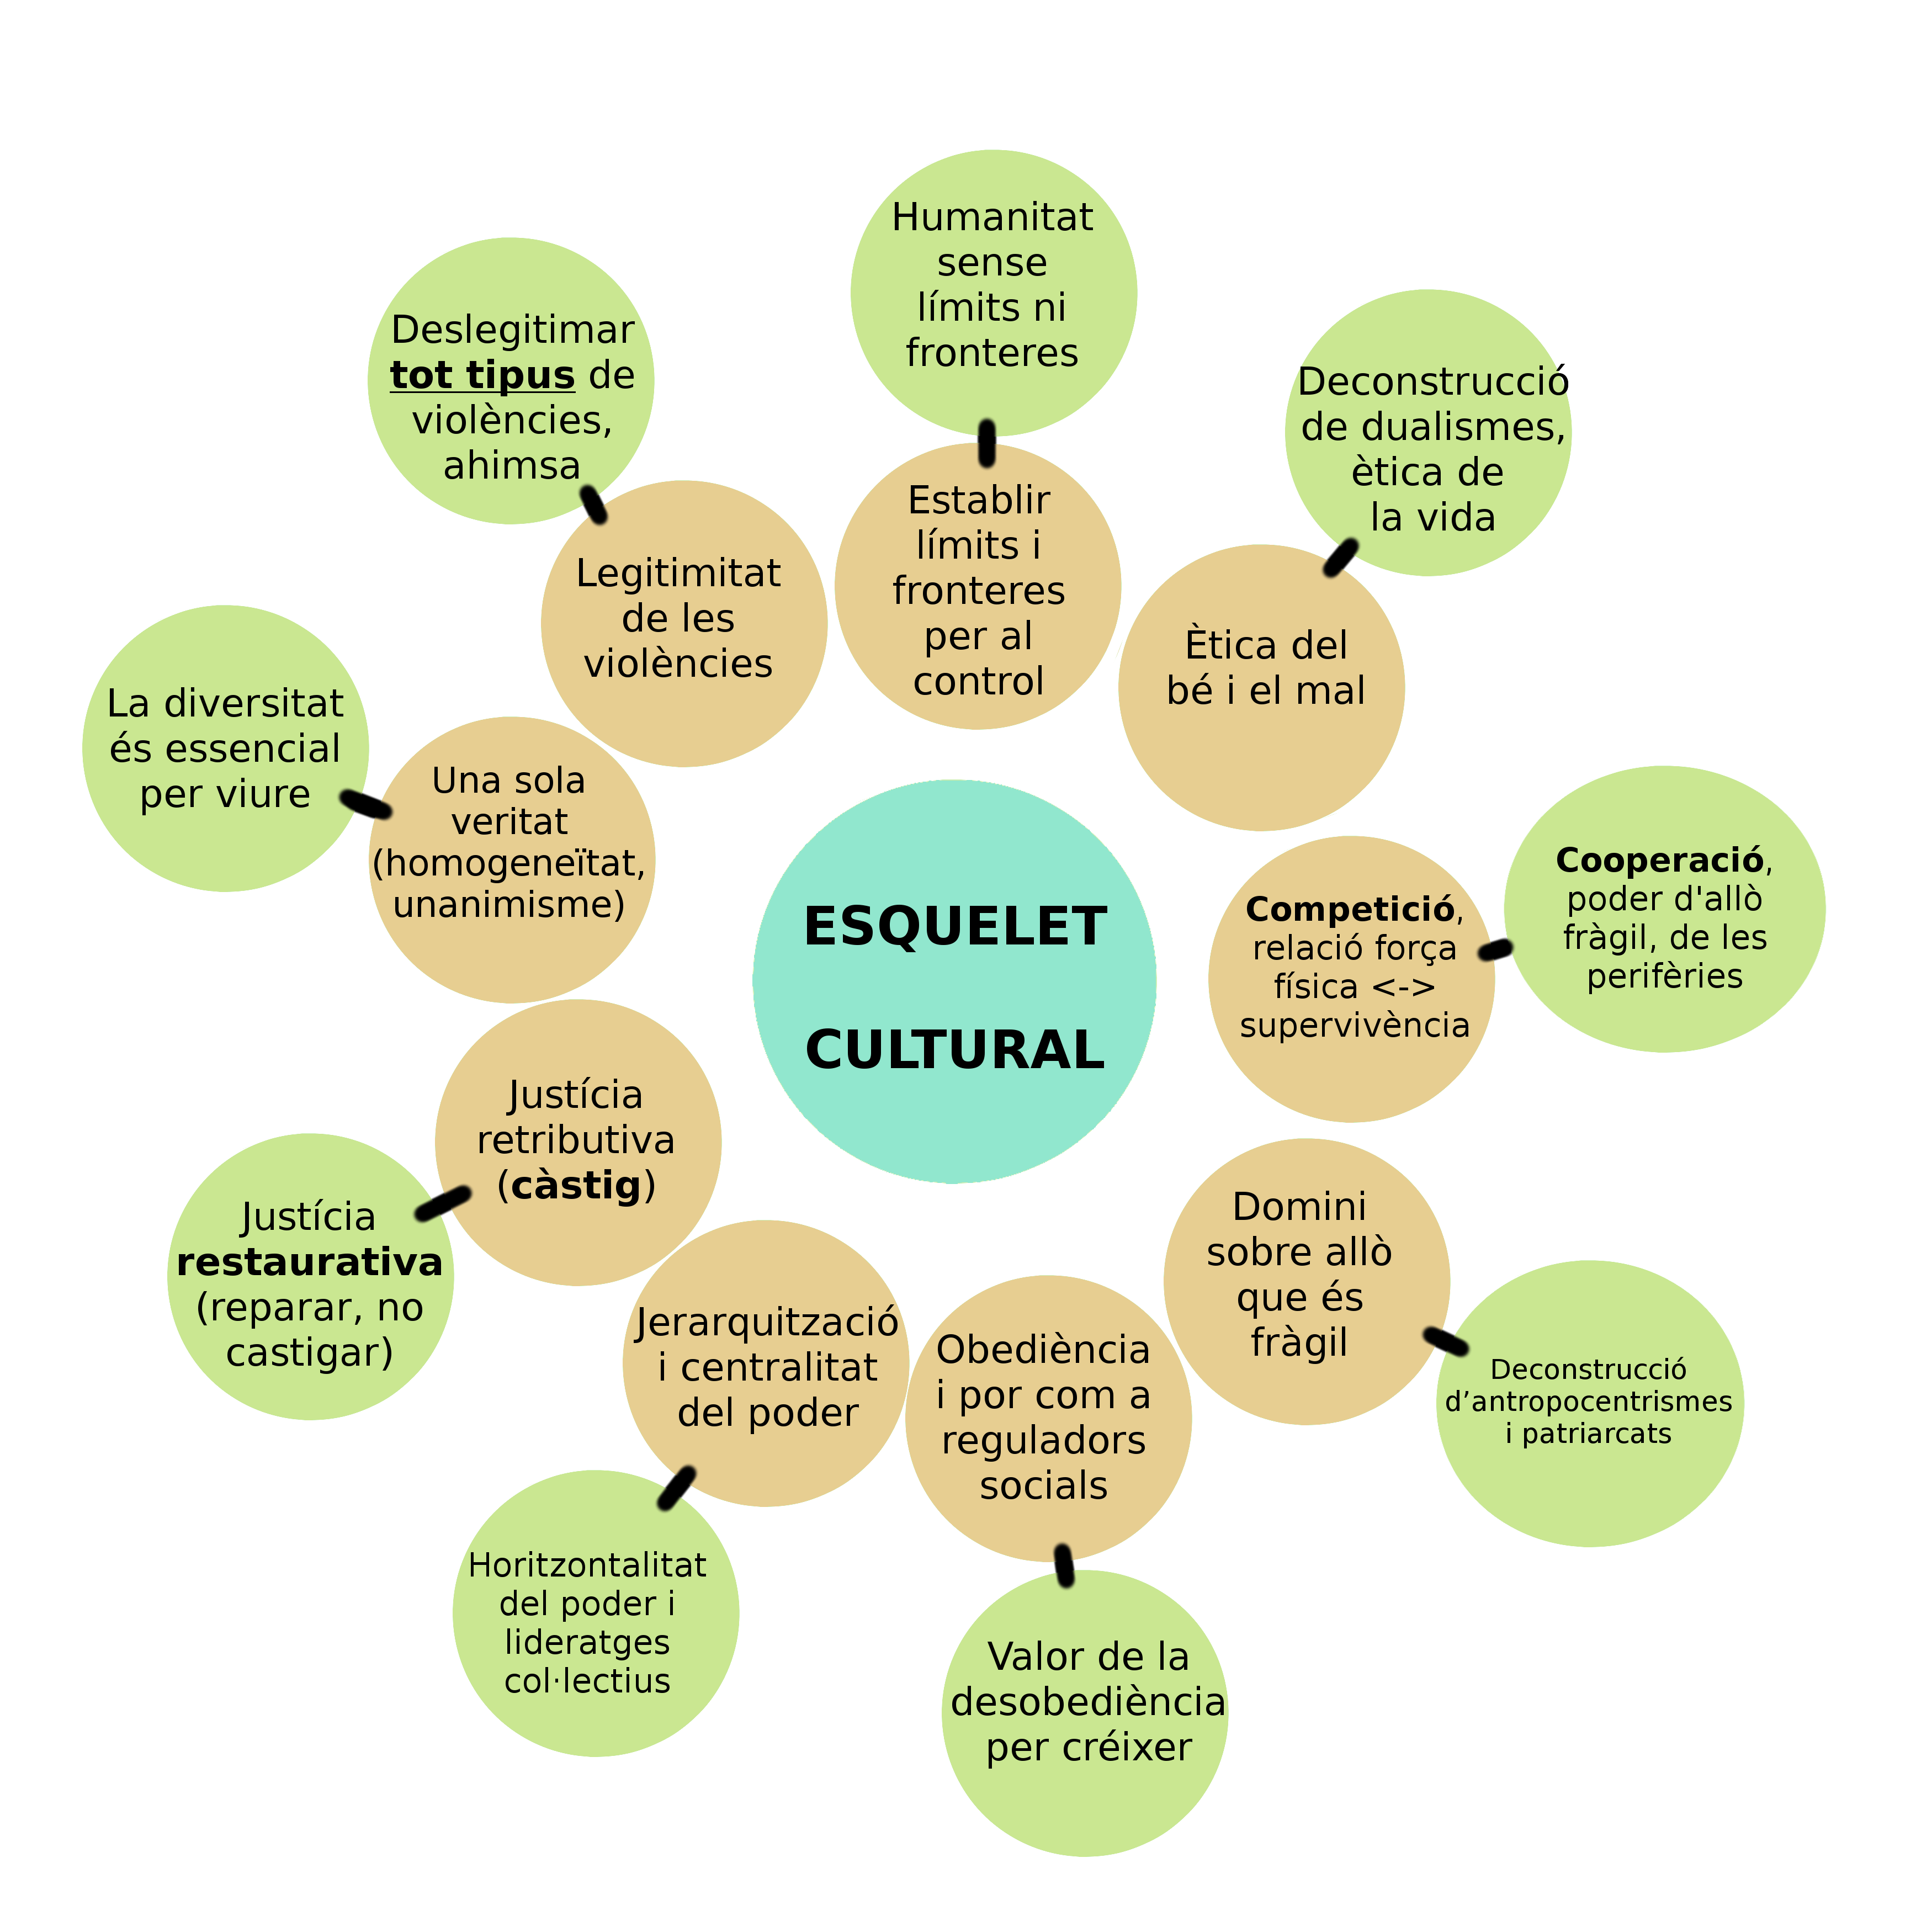 Humanitat
sense
límits ni
fronteres
Deslegitimar
tot tipus de
violències,
ahimsa
Deconstrucció
de dualismes,
ètica de
la vida
Establir
límits i
fronteres
per al
control
Legitimitat
de les
violències
Ètica del
bé i el mal
La diversitat
és essencial
per viure
Una sola
veritat
(homogeneïtat,
unanimisme)
Cooperació,
poder d'allò
fràgil, de les
perifèries
Competició,
relació força
física <->
supervivència
ESQUELET
CULTURAL
Justícia
retributiva
(càstig)
Justícia
restaurativa
(reparar, no
castigar)
Domini
sobre allò
que és
fràgil
Jerarquització
i centralitat
del poder
Obediència
i por com a
reguladors
socials
Deconstrucció
d’antropocentrismes
i patriarcats
Horitzontalitat
del poder i
lideratges
col·lectius
Valor de la
desobediència
per créixer